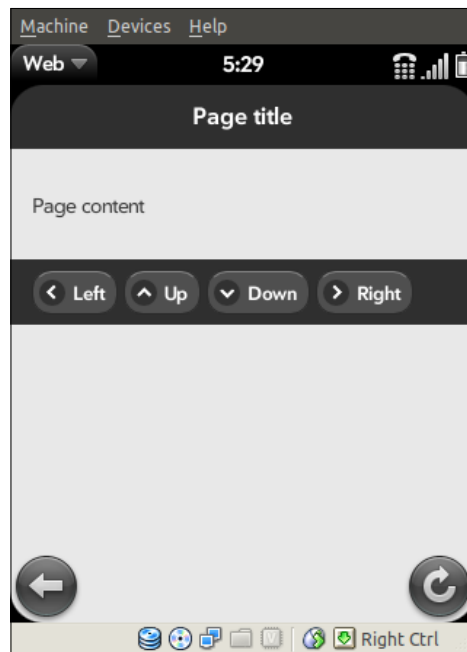 Machine Devices Help
Web 5:29
Page title
Page content
Left Up Down Right
Right Ctrl